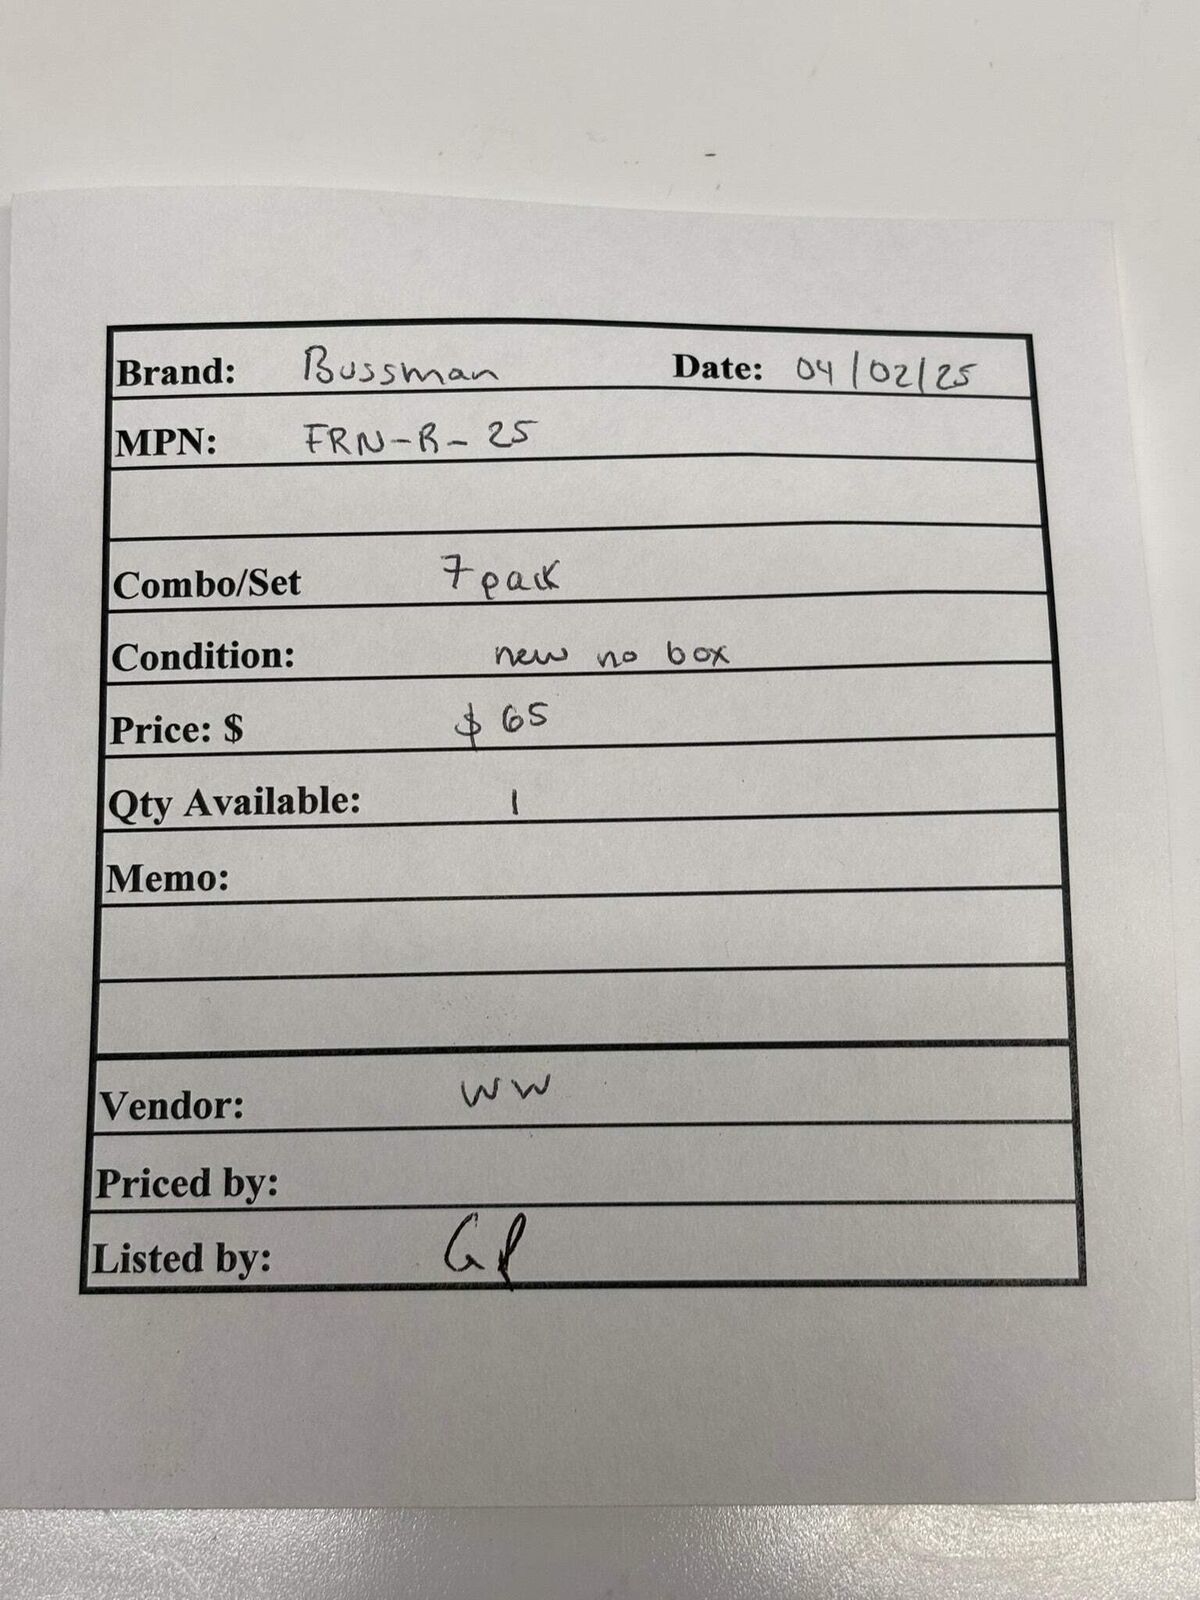 Brand: Bussman Date: 04/02/25
MPN: FRN-R-25
Combo/Set 7 pack
Condition: new no box
Price: $ $65
Qty Available: 1
Memo:
Vendor: WW
Priced by:
Listed by: GP